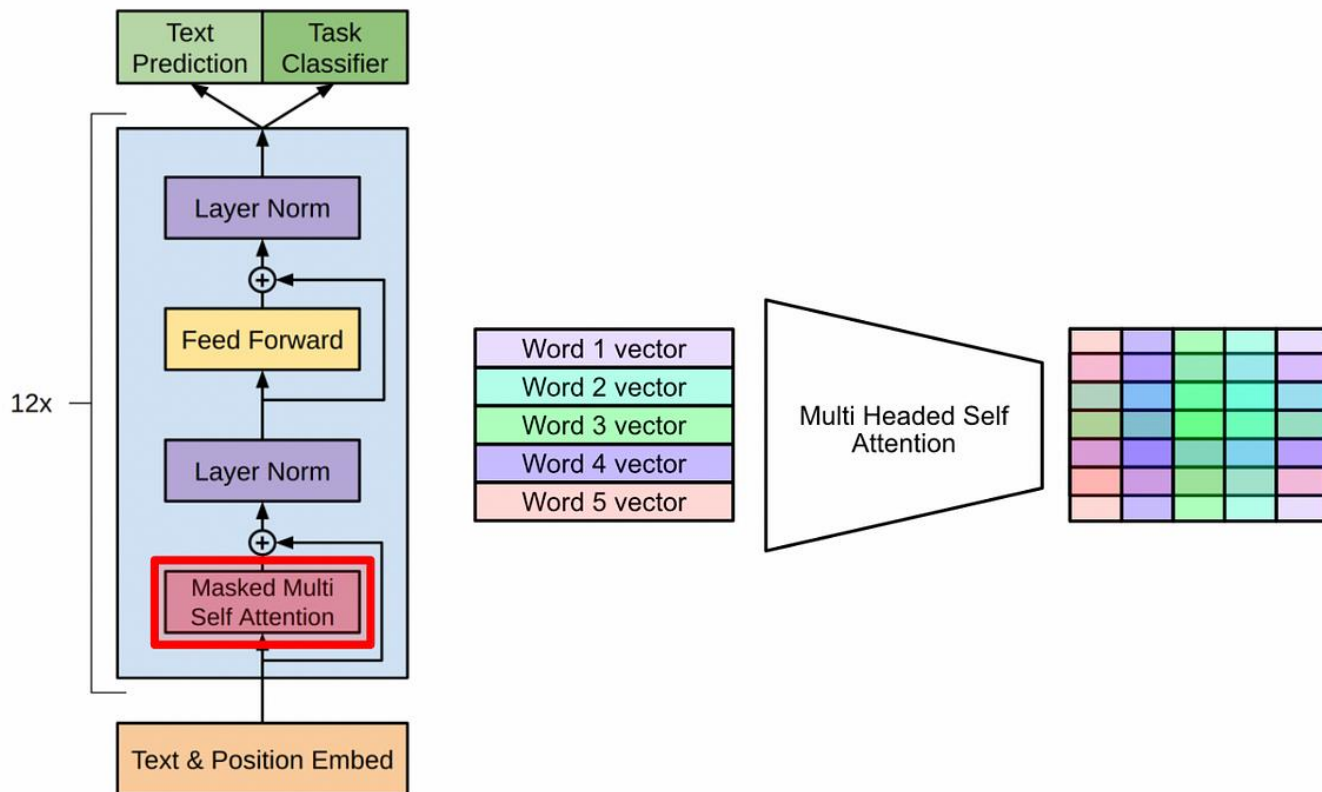 Text
Prediction
Task
Classifier
Layer Norm
Feed Forward
12x
Layer Norm
Masked Multi
Self Attention
Text & Position Embed
Word 1 vector
Word 2 vector
Word 3 vector
Word 4 vector
Word 5 vector
Multi Headed Self
Attention